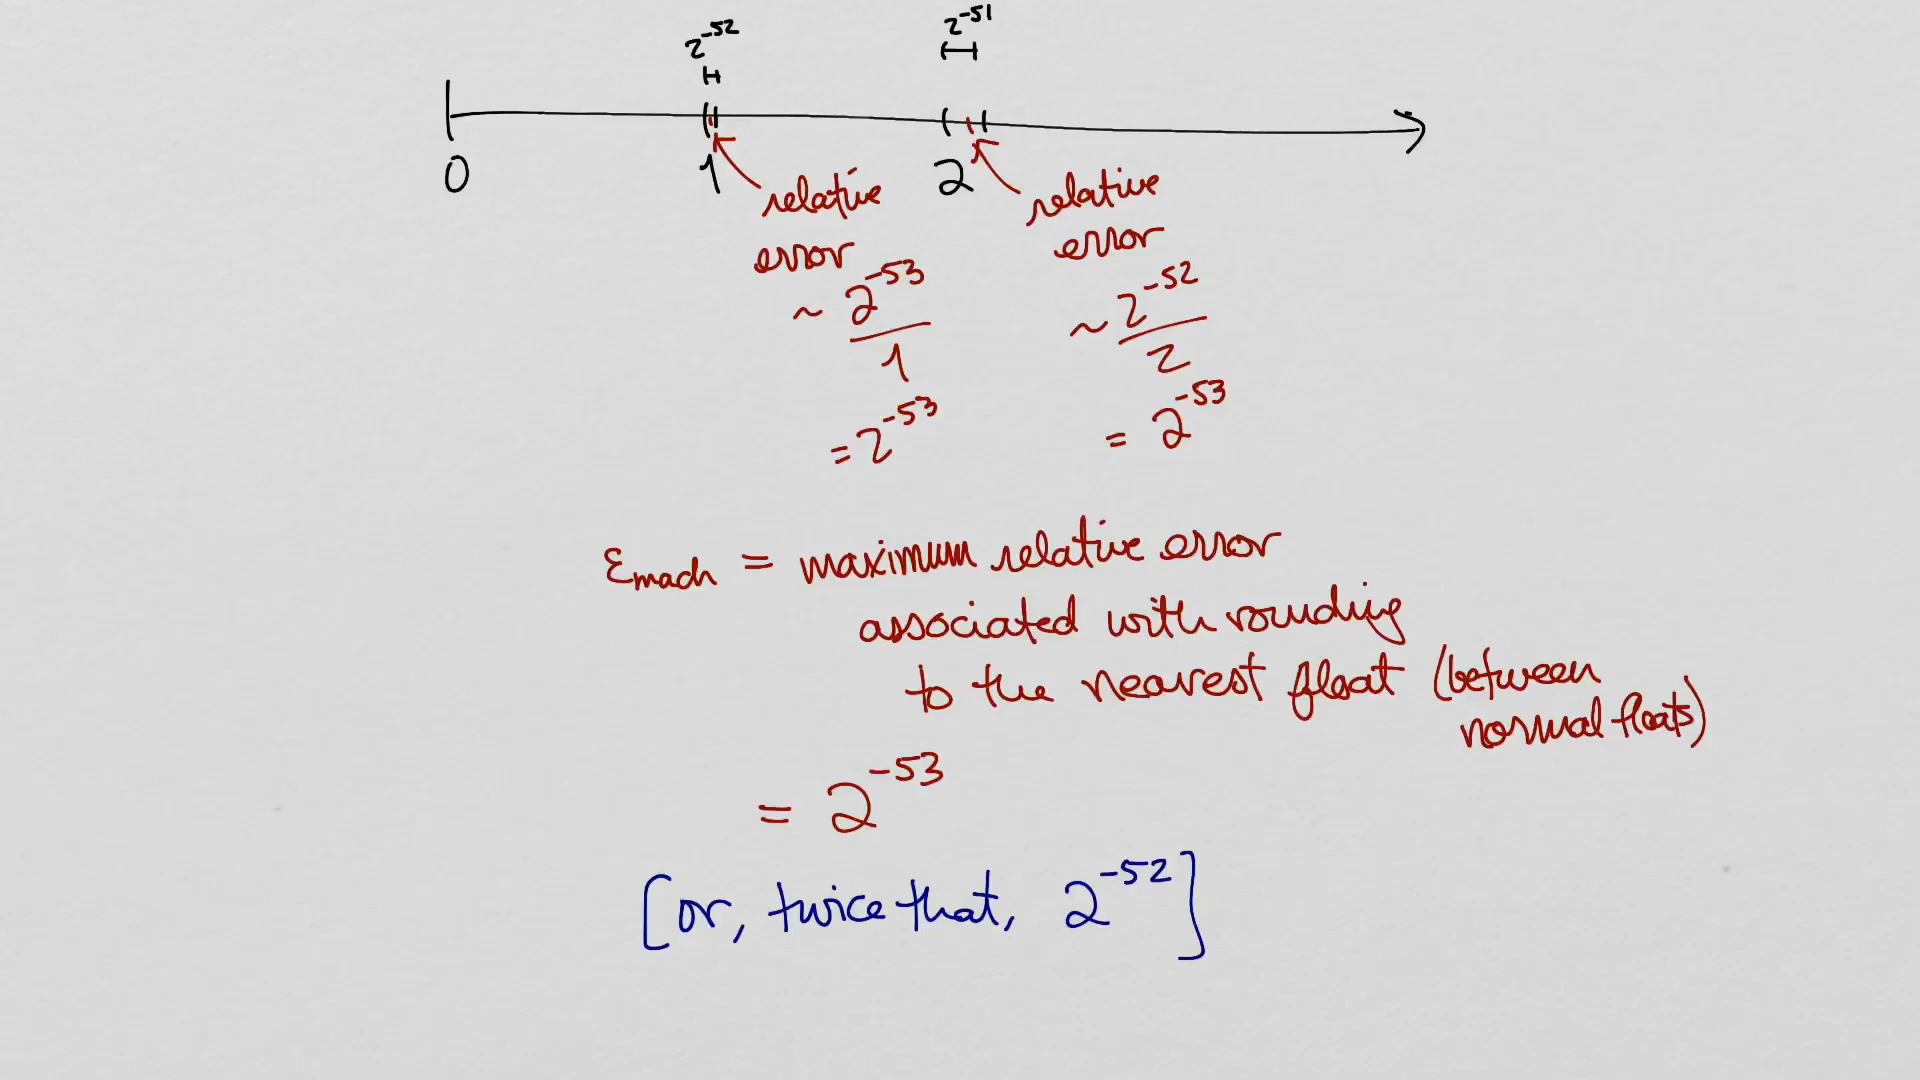 2^-52 2^-51
0 1 2
relative error ~ 2^-53 / 1 = 2^-53
relative error ~ 2^-52 / 2 = 2^-53
ε_mach = maximum relative error
associated with rounding
to the nearest float (between
normal floats)
= 2^-53
[or, twice that, 2^-52]